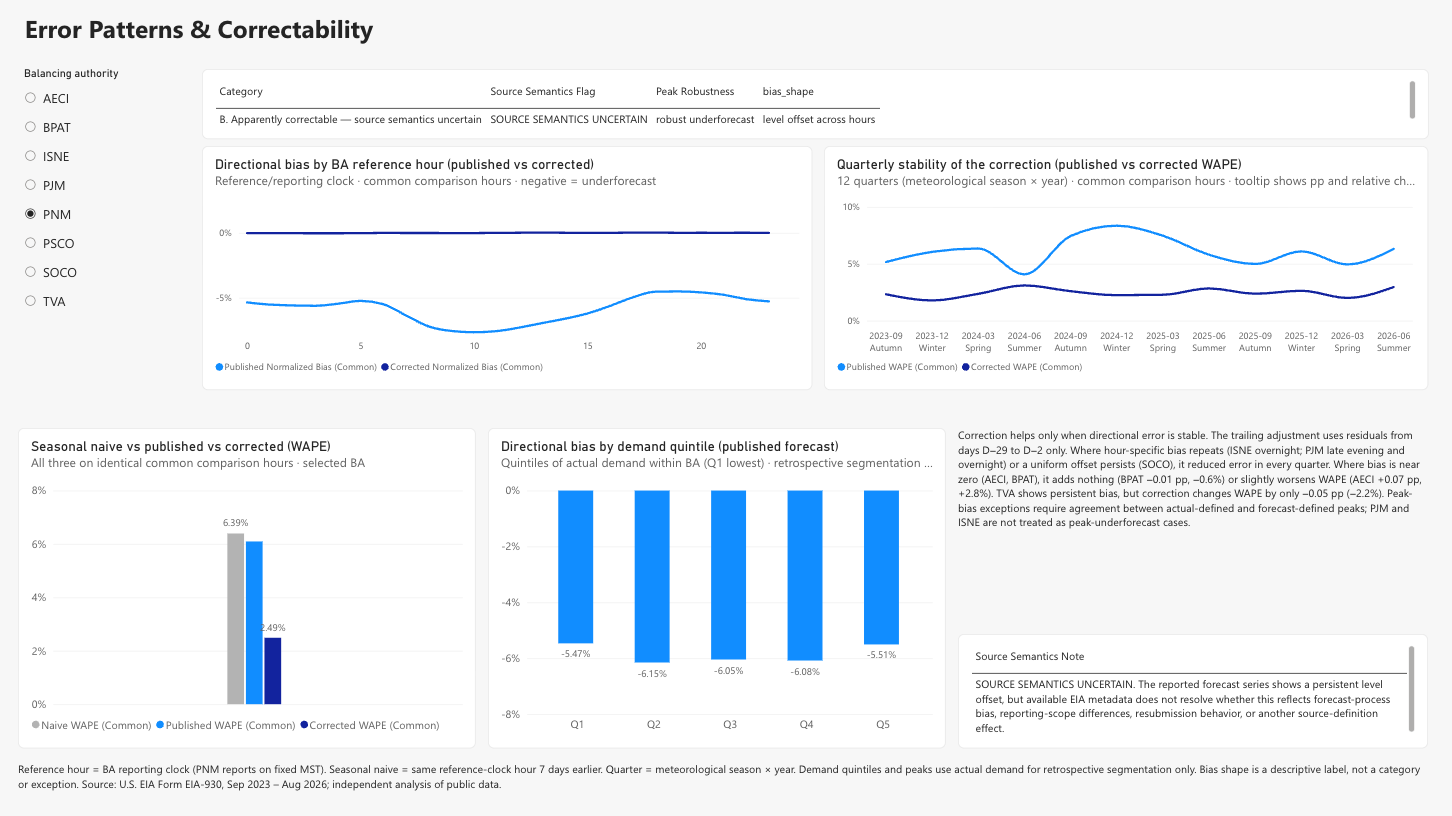 Error Patterns & Correctability
Balancing authority
AECI
BPAT
ISNE
PJM
PNM
PSCO
SOCO
TVA
Category Source Semantics Flag Peak Robustness bias_shape
B. Apparently correctable — source semantics uncertain SOURCE SEMANTICS UNCERTAIN robust underforecast level offset across hours
Directional bias by BA reference hour (published vs corrected)
Reference/reporting clock · common comparison hours · negative = underforecast
0%
-5%
0 5 10 15 20
Published Normalized Bias (Common) Corrected Normalized Bias (Common)
Quarterly stability of the correction (published vs corrected WAPE)
12 quarters (meteorological season × year) · common comparison hours · tooltip shows pp and relative ch...
10%
5%
0%
2023-09 2023-12 2024-03 2024-06 2024-09 2024-12 2025-03 2025-06 2025-09 2025-12 2026-03 2026-06
Autumn Winter Spring Summer Autumn Winter Spring Summer Autumn Winter Spring Summer
Published WAPE (Common) Corrected WAPE (Common)
Seasonal naive vs published vs corrected (WAPE)
All three on identical common comparison hours · selected BA
8%
6%
4%
2%
0%
6.39%
2.49%
Naive WAPE (Common) Published WAPE (Common) Corrected WAPE (Common)
Directional bias by demand quintile (published forecast)
Quintiles of actual demand within BA (Q1 lowest) · retrospective segmentation ...
0%
-2%
-4%
-6%
-8%
-5.47% -6.15% -6.05% -6.08% -5.51%
Q1 Q2 Q3 Q4 Q5
Correction helps only when directional error is stable. The trailing adjustment uses residuals from
days D−29 to D−2 only. Where hour-specific bias repeats (ISNE overnight; PJM late evening and
overnight) or a uniform offset persists (SOCO), it reduced error in every quarter. Where bias is near
zero (AECI, BPAT), it adds nothing (BPAT −0.01 pp, −0.6%) or slightly worsens WAPE (AECI +0.07 pp,
+2.8%). TVA shows persistent bias, but correction changes WAPE by only −0.05 pp (−2.2%). Peak-
bias exceptions require agreement between actual-defined and forecast-defined peaks; PJM and
ISNE are not treated as peak-underforecast cases.
Source Semantics Note
SOURCE SEMANTICS UNCERTAIN. The reported forecast series shows a persistent level
offset, but available EIA metadata does not resolve whether this reflects forecast-process
bias, reporting-scope differences, resubmission behavior, or another source-definition
effect.
Reference hour = BA reporting clock (PNM reports on fixed MST). Seasonal naive = same reference-clock hour 7 days earlier. Quarter = meteorological season × year. Demand quintiles and peaks use actual demand for retrospective segmentation only. Bias shape is a descriptive label, not a category
or exception. Source: U.S. EIA Form EIA-930, Sep 2023 – Aug 2026; independent analysis of public data.